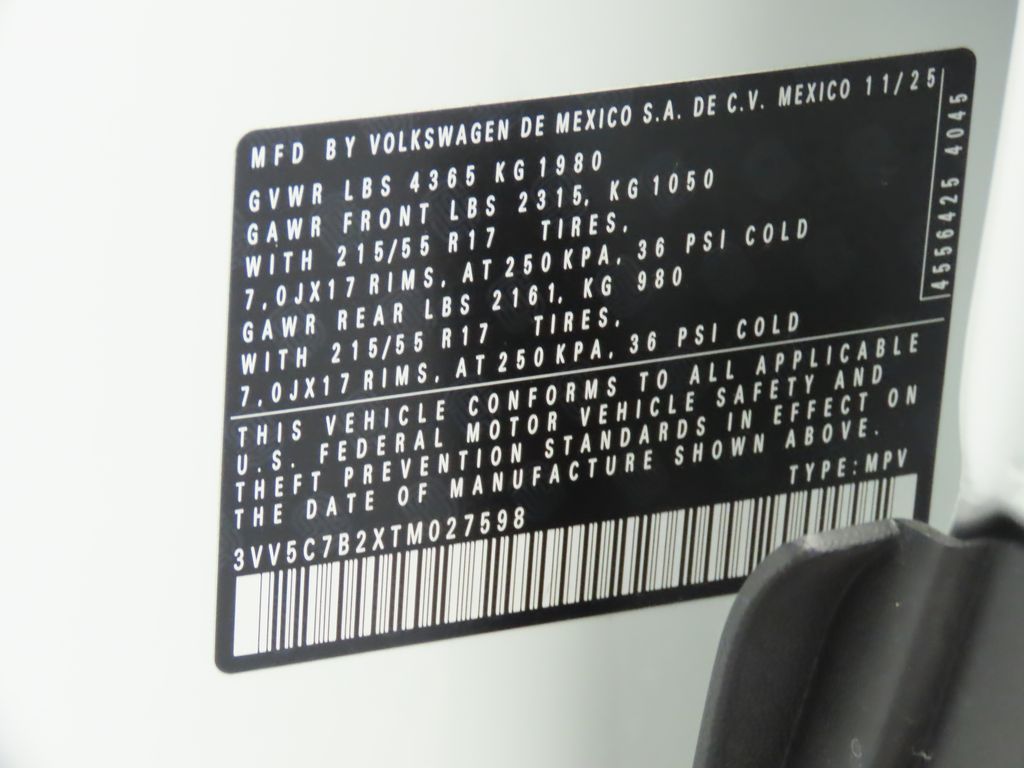 MFD BY VOLKSWAGEN DE MEXICO S.A. DE C.V. MEXICO 11/25
GVWR LBS 4365 KG 1980
GAWR FRONT LBS 2315, KG 1050
WITH 215/55 R17 TIRES,
7,0JX17 RIMS, AT 250 KPA, 36 PSI COLD
GAWR REAR LBS 2161, KG 980
WITH 215/55 R17 TIRES,
7,0JX17 RIMS, AT 250 KPA, 36 PSI COLD
THIS VEHICLE CONFORMS TO ALL APPLICABLE
U.S. FEDERAL MOTOR VEHICLE SAFETY AND
THEFT PREVENTION STANDARDS IN EFFECT ON
THE DATE OF MANUFACTURE SHOWN ABOVE.
TYPE: MPV
3VV5C7B2XTM027598
4556425 4045